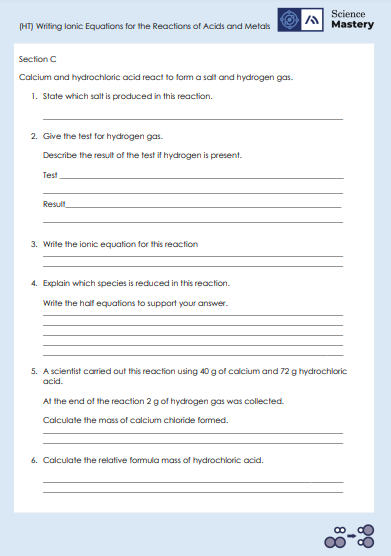 (HT) Writing Ionic Equations for the Reactions of Acids and Metals
Science
Mastery
Section C
Calcium and hydrochloric acid react to form a salt and hydrogen gas.
1. State which salt is produced in this reaction.
2. Give the test for hydrogen gas.
Describe the result of the test if hydrogen is present.
Test
Result
3. Write the ionic equation for this reaction
4. Explain which species is reduced in this reaction.
Write the half equations to support your answer.
5. A scientist carried out this reaction using 40 g of calcium and 72 g hydrochloric
acid.
At the end of the reaction 2 g of hydrogen gas was collected.
Calculate the mass of calcium chloride formed.
6. Calculate the relative formula mass of hydrochloric acid.